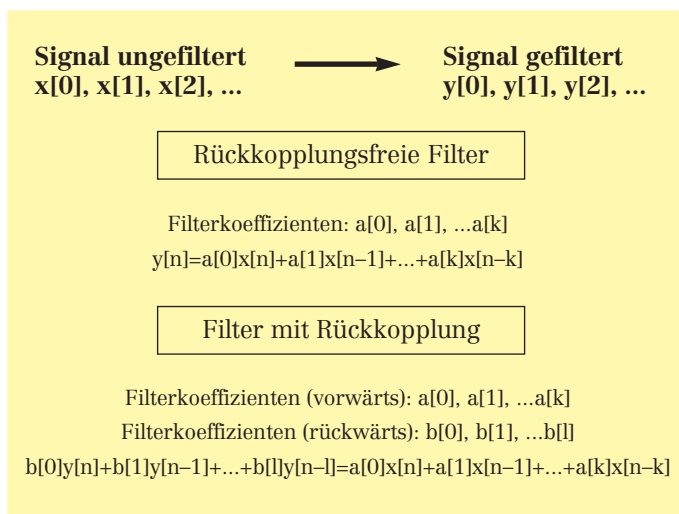 Signal ungefiltert
x[0], x[1], x[2], ...
Signal gefiltert
y[0], y[1], y[2], ...
Rückkopplungsfreie Filter
Filterkoeffizienten: a[0], a[1], ...a[k]
y[n]=a[0]x[n]+a[1]x[n–1]+...+a[k]x[n–k]
Filter mit Rückkopplung
Filterkoeffizienten (vorwärts): a[0], a[1], ...a[k]
Filterkoeffizienten (rückwärts): b[0], b[1], ...b[l]
b[0]y[n]+b[1]y[n–1]+...+b[l]y[n–l]=a[0]x[n]+a[1]x[n–1]+...+a[k]x[n–k]